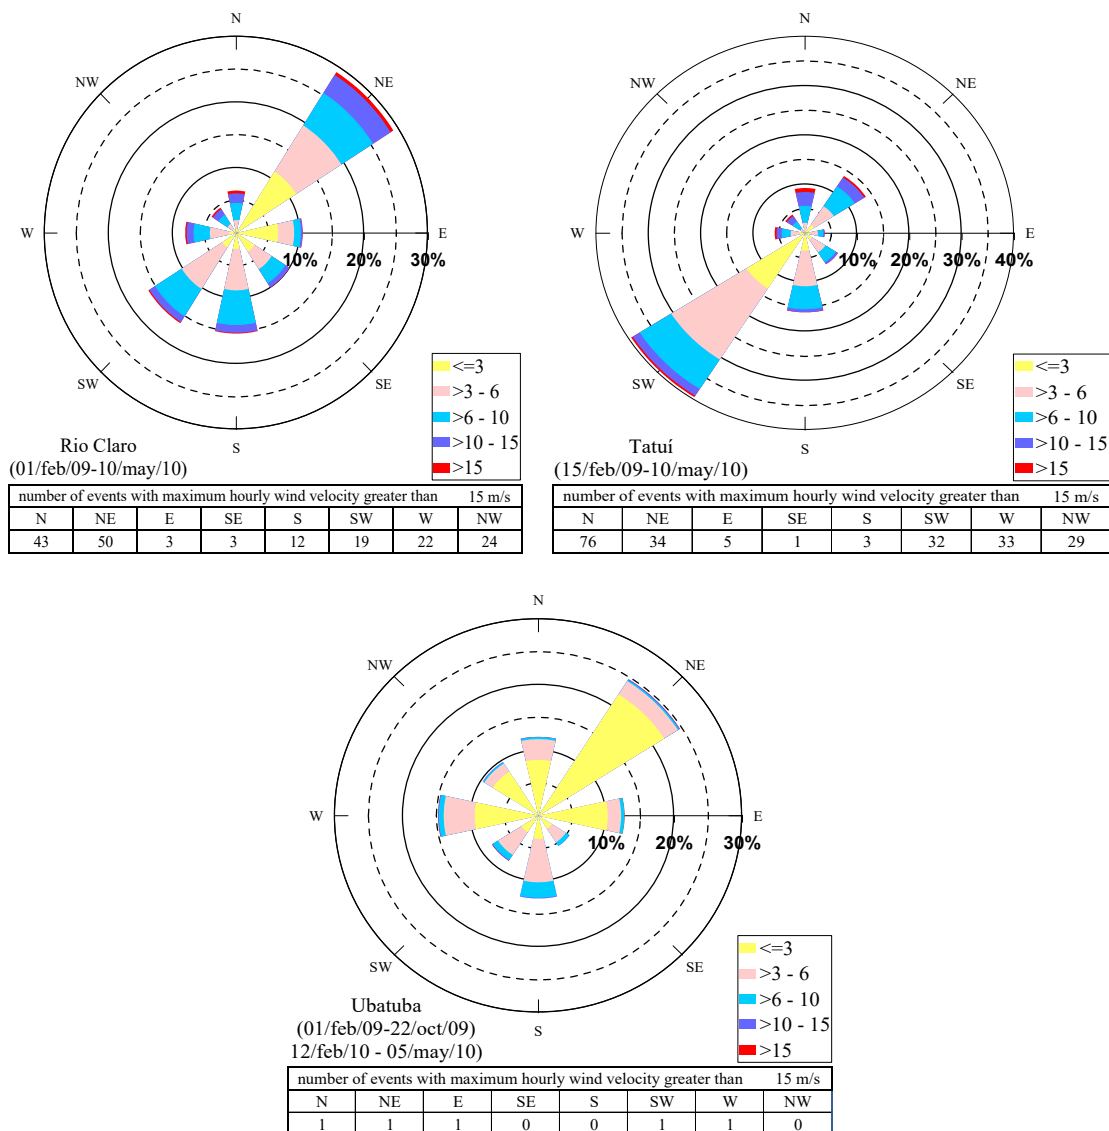 N
NW
NE
W
E
10%
20%
30%
SW
SE
S
<=3
>3 - 6
>6 - 10
>10 - 15
>15
Rio Claro
(01/feb/09-10/may/10)
number of events with maximum hourly wind velocity greater than 15 m/s
N NE E SE S SW W NW
43 50 3 3 12 19 22 24
N
NW
NE
W
E
10%
20%
30%
40%
SW
SE
S
<=3
>3 - 6
>6 - 10
>10 - 15
>15
Tatuí
(15/feb/09-10/may/10)
number of events with maximum hourly wind velocity greater than 15 m/s
N NE E SE S SW W NW
76 34 5 1 3 32 33 29
N
NW
NE
W
E
10%
20%
30%
SW
SE
S
<=3
>3 - 6
>6 - 10
>10 - 15
>15
Ubatuba
(01/feb/09-22/oct/09)
12/feb/10 - 05/may/10)
number of events with maximum hourly wind velocity greater than 15 m/s
N NE E SE S SW W NW
1 1 1 0 0 1 1 0